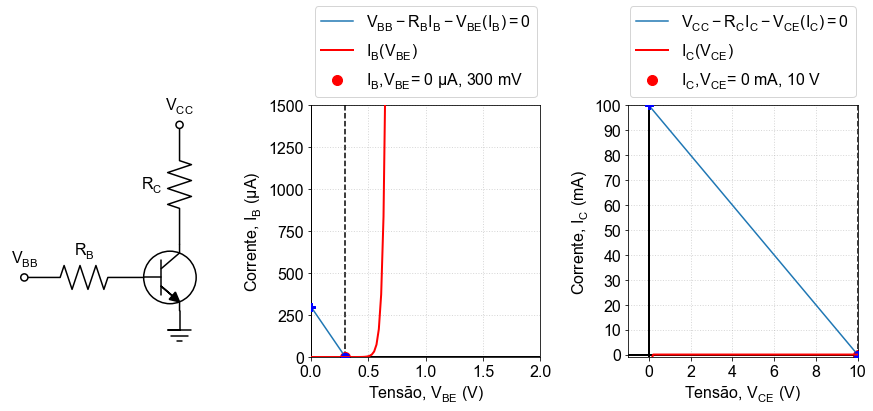 V_CC
R_C
R_B
V_BB
V_BB − R_B I_B − V_BE(I_B) = 0
I_B(V_BE)
I_B,V_BE = 0 µA, 300 mV
1500
1250
1000
750
500
250
0
0.0 0.5 1.0 1.5 2.0
Corrente, I_B (µA)
Tensão, V_BE (V)
V_CC − R_C I_C − V_CE(I_C) = 0
I_C(V_CE)
I_C,V_CE = 0 mA, 10 V
100
90
80
70
60
50
40
30
20
10
0
0 2 4 6 8 10
Corrente, I_C (mA)
Tensão, V_CE (V)